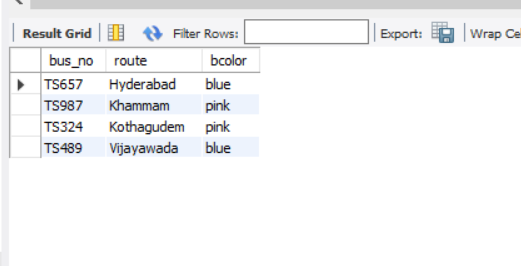 Result Grid Filter Rows: Export: Wrap Ce
bus_no route bcolor
TS657 Hyderabad blue
TS987 Khammam pink
TS324 Kothagudem pink
TS489 Vijayawada blue